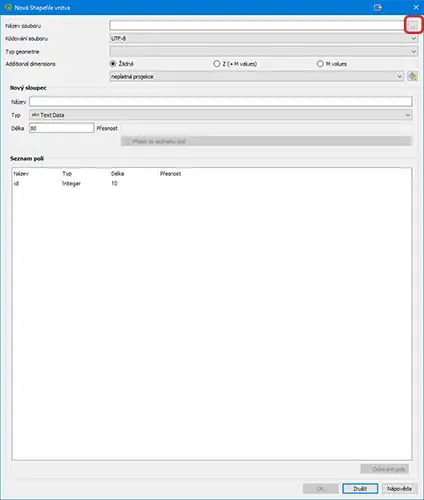 Nová Shapefile vrstva
Název souboru
Kódování souboru UTF-8
Typ geometrie
Additional dimensions Žádná Z (+ M values) M values
neplatná projekce
Nový sloupec
Název
Typ abc Text Data
Délka 80 Přesnost
Přidat do seznamu polí
Seznam polí
Název Typ Délka Přesnost
id Integer 10
Odstranit pole
OK Zrušit Nápověda